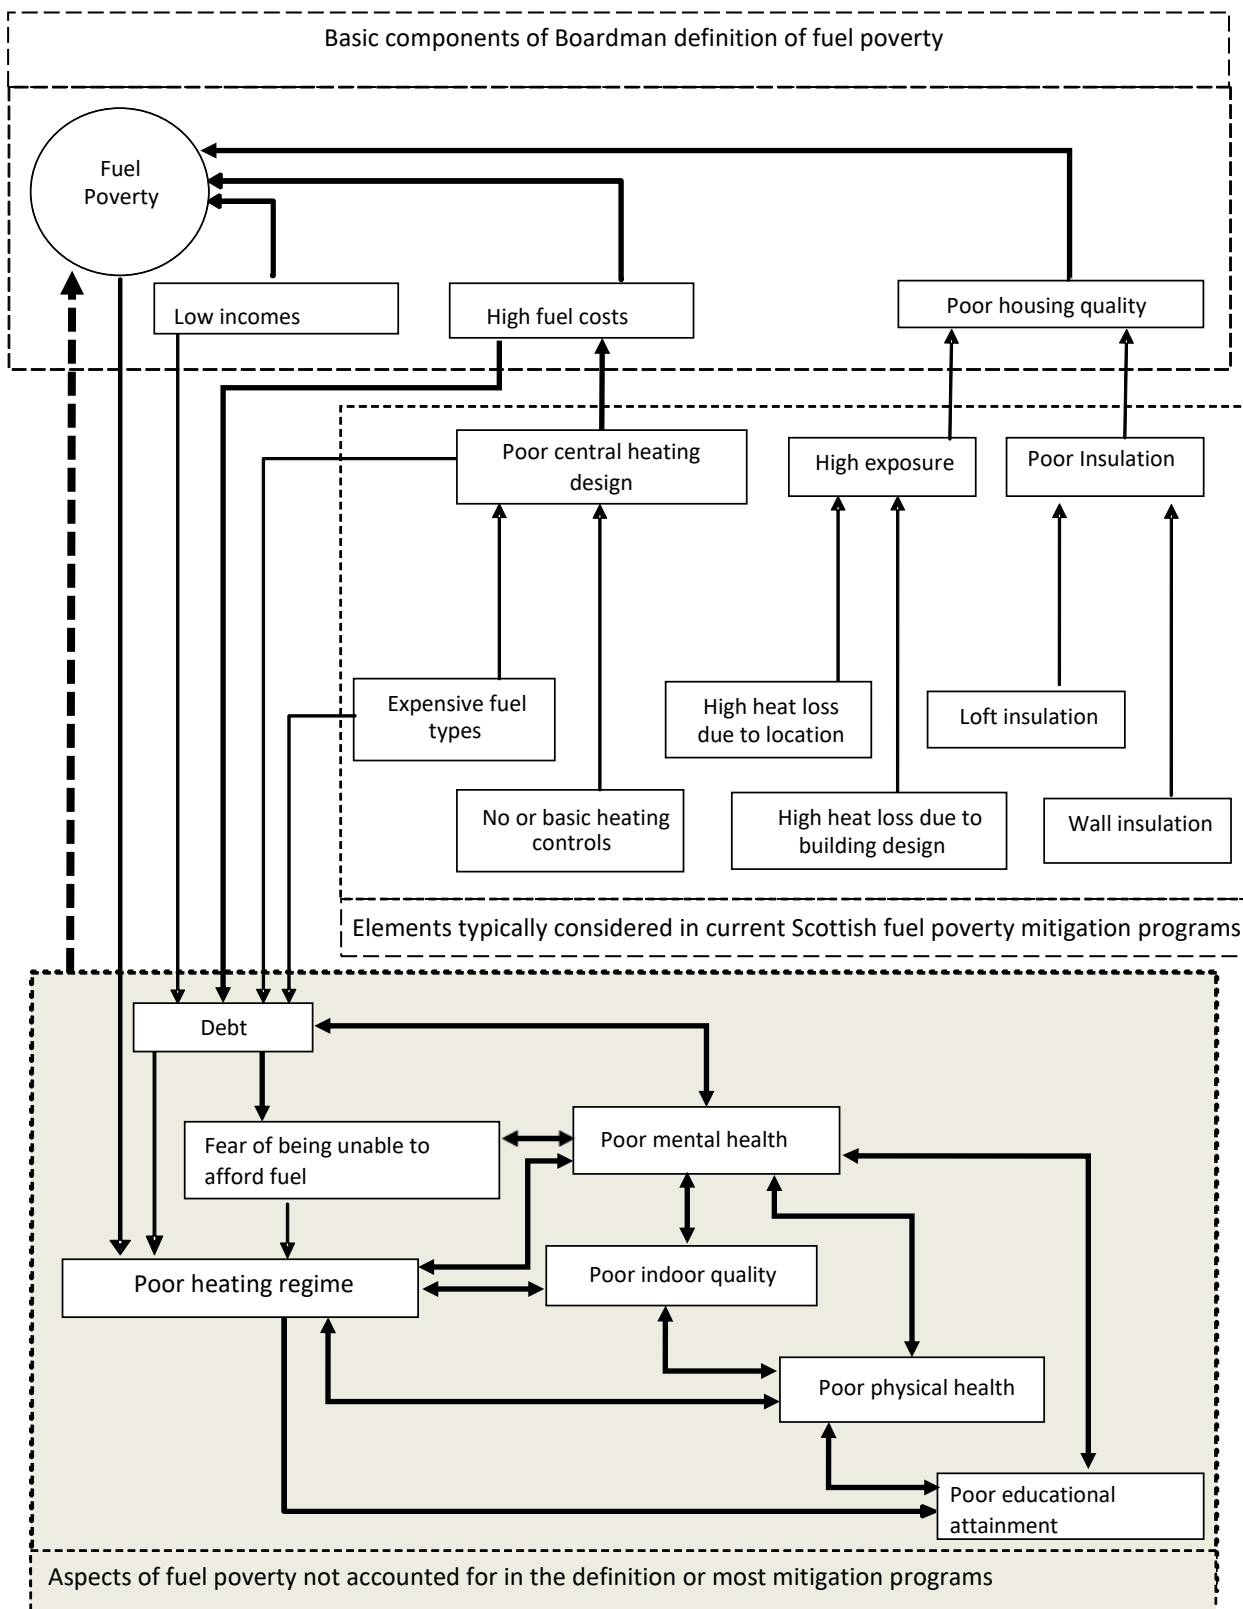 Basic components of Boardman definition of fuel poverty
Fuel
Poverty
Low incomes
High fuel costs
Poor housing quality
Poor central heating
design
High exposure
Poor Insulation
Expensive fuel
types
High heat loss
due to location
Loft insulation
No or basic heating
controls
High heat loss due to
building design
Wall insulation
Elements typically considered in current Scottish fuel poverty mitigation programs
Debt
Fear of being unable to
afford fuel
Poor mental health
Poor heating regime
Poor indoor quality
Poor physical health
Poor educational
attainment
Aspects of fuel poverty not accounted for in the definition or most mitigation programs